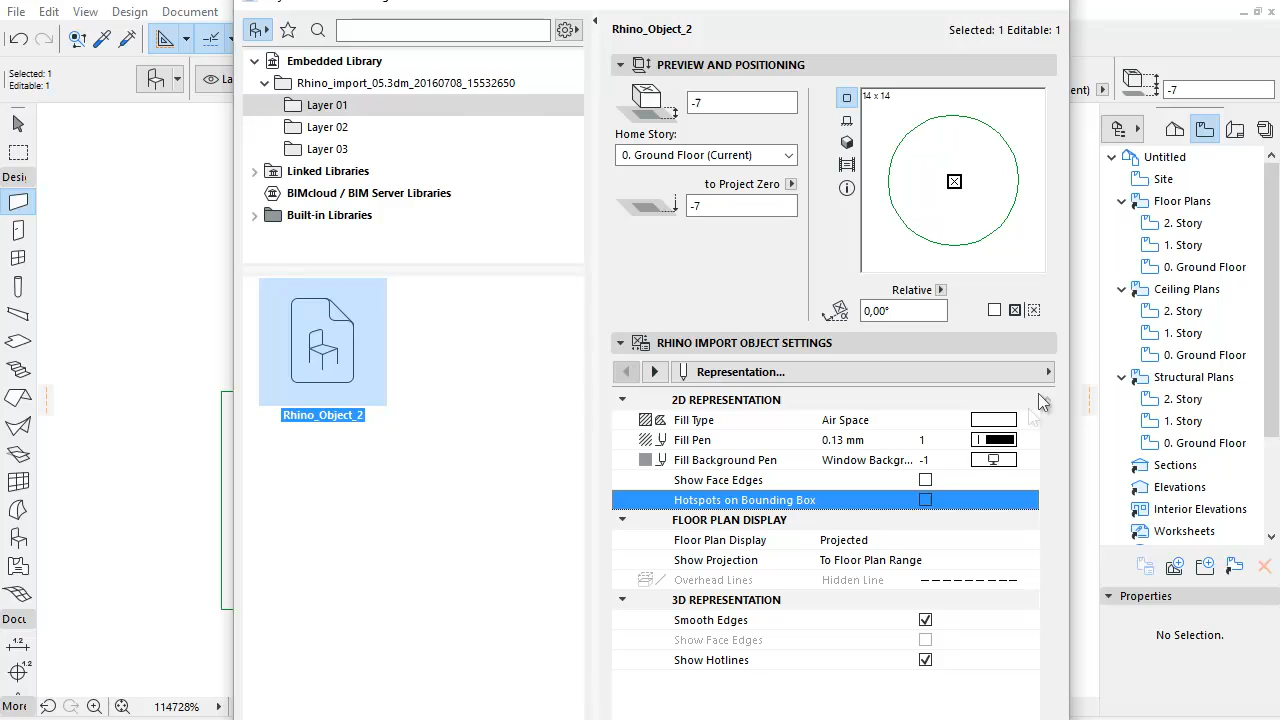 File Edit View Design Document
Selected: 1
Editable: 1
La
Rhino_Object_2
Selected: 1 Editable: 1
Embedded Library
Rhino_import_05.3dm_20160708_15532650
Layer 01
Layer 02
Layer 03
Linked Libraries
BIMcloud / BIM Server Libraries
Built-in Libraries
Rhino_Object_2
PREVIEW AND POSITIONING
-7
Home Story:
0. Ground Floor (Current)
to Project Zero
-7
14 x 14
Relative
0,00°
RHINO IMPORT OBJECT SETTINGS
Representation...
2D REPRESENTATION
Fill Type Air Space
Fill Pen 0.13 mm 1
Fill Background Pen Window Backgr... -1
Show Face Edges
Hotspots on Bounding Box
FLOOR PLAN DISPLAY
Floor Plan Display Projected
Show Projection To Floor Plan Range
Overhead Lines Hidden Line
3D REPRESENTATION
Smooth Edges
Show Face Edges
Show Hotlines
ent)
-7
Untitled
Site
Floor Plans
2. Story
1. Story
0. Ground Floor
Ceiling Plans
2. Story
1. Story
0. Ground Floor
Structural Plans
2. Story
1. Story
0. Ground Floor
Sections
Elevations
Interior Elevations
Worksheets
Properties
No Selection.
Desi
Docu
1.2
1.2
More
114728%